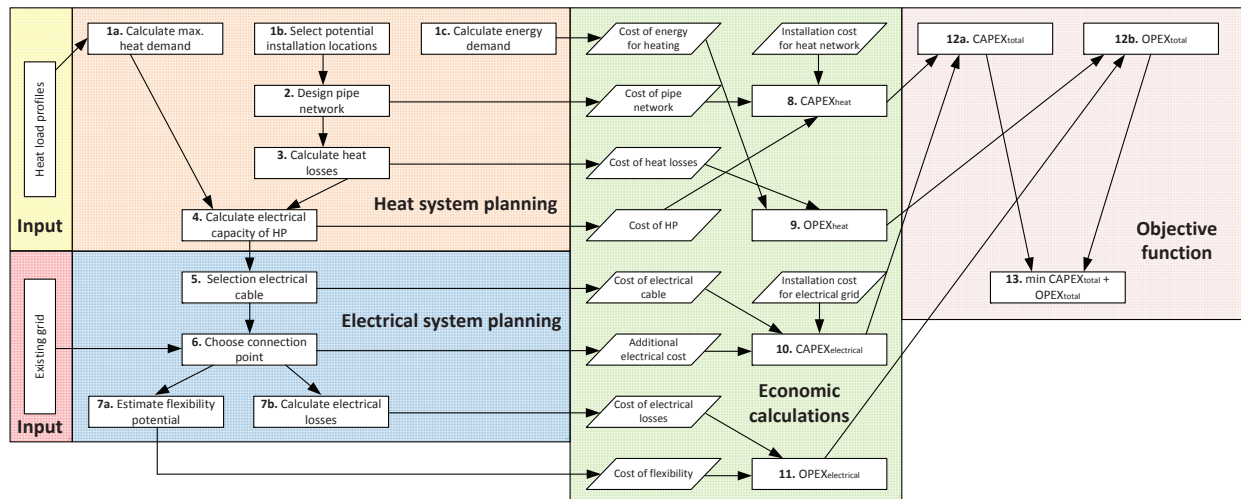 1a. Calculate max.
heat demand
1b. Select potential
installation locations
1c. Calculate energy
demand
Cost of energy
for heating
Installation cost
for heat network
12a. CAPEXtotal
12b. OPEXtotal
Heat load profiles
2. Design pipe
network
Cost of pipe
network
8. CAPEXheat
3. Calculate heat
losses
Cost of heat losses
Input
Heat system planning
4. Calculate electrical
capacity of HP
Cost of HP
9. OPEXheat
Objective
function
5. Selection electrical
cable
Cost of electrical
cable
Installation cost
for electrical grid
13. min CAPEXtotal +
OPEXtotal
Electrical system planning
Existing grid
6. Choose connection
point
Additional
electrical cost
10. CAPEXelectrical
Economic
calculations
7a. Estimate flexibility
potential
7b. Calculate electrical
losses
Cost of electrical
losses
Input
Cost of flexibility
11. OPEXelectrical